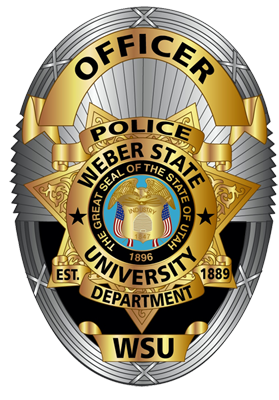 OFFICER
POLICE
WEBER STATE
THE GREAT SEAL OF THE STATE OF UTAH
INDUSTRY
1896
UNIVERSITY
EST. 1889
DEPARTMENT
WSU